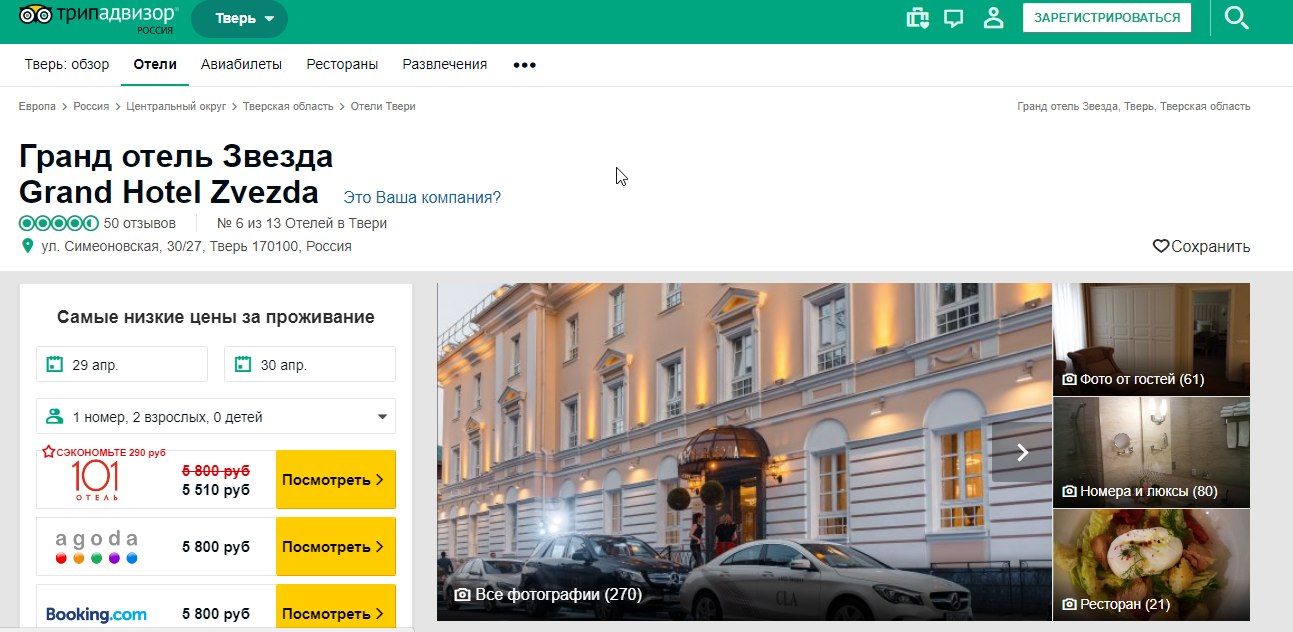 трипадвизор®
РОССИЯ
Тверь
ЗАРЕГИСТРИРОВАТЬСЯ
Тверь: обзор Отели Авиабилеты Рестораны Развлечения •••
Европа > Россия > Центральный округ > Тверская область > Отели Твери
Гранд отель Звезда, Тверь, Тверская область
Гранд отель Звезда
Grand Hotel Zvezda Это Ваша компания?
50 отзывов № 6 из 13 Отелей в Твери
ул. Симеоновская, 30/27, Тверь 170100, Россия
Сохранить
Самые низкие цены за проживание
29 апр. 30 апр.
1 номер, 2 взрослых, 0 детей
СЭКОНОМЬТЕ 290 руб
101
ОТЕЛЬ
5 800 руб
5 510 руб
Посмотреть >
agoda
5 800 руб
Посмотреть >
Booking.com
5 800 руб
Посмотреть >
CLA
Все фотографии (270)
Фото от гостей (61)
Номера и люксы (80)
Ресторан (21)